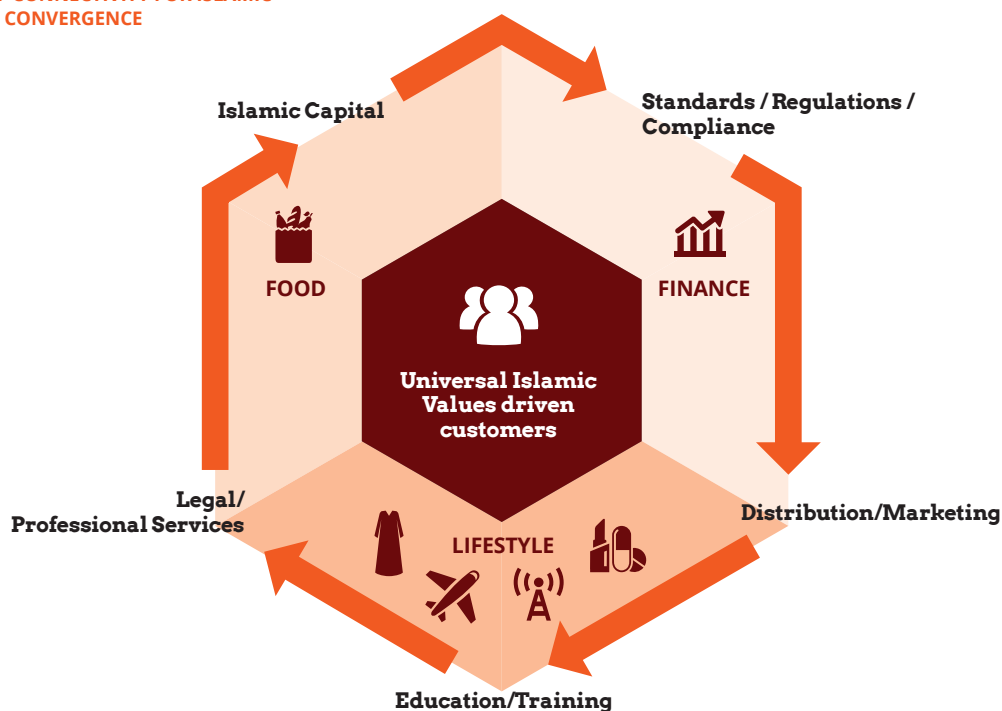 CONVERGENCE
Islamic Capital
Standards / Regulations /
Compliance
FOOD
FINANCE
Universal Islamic
Values driven
customers
Legal/
Professional Services
Distribution/Marketing
LIFESTYLE
Education/Training